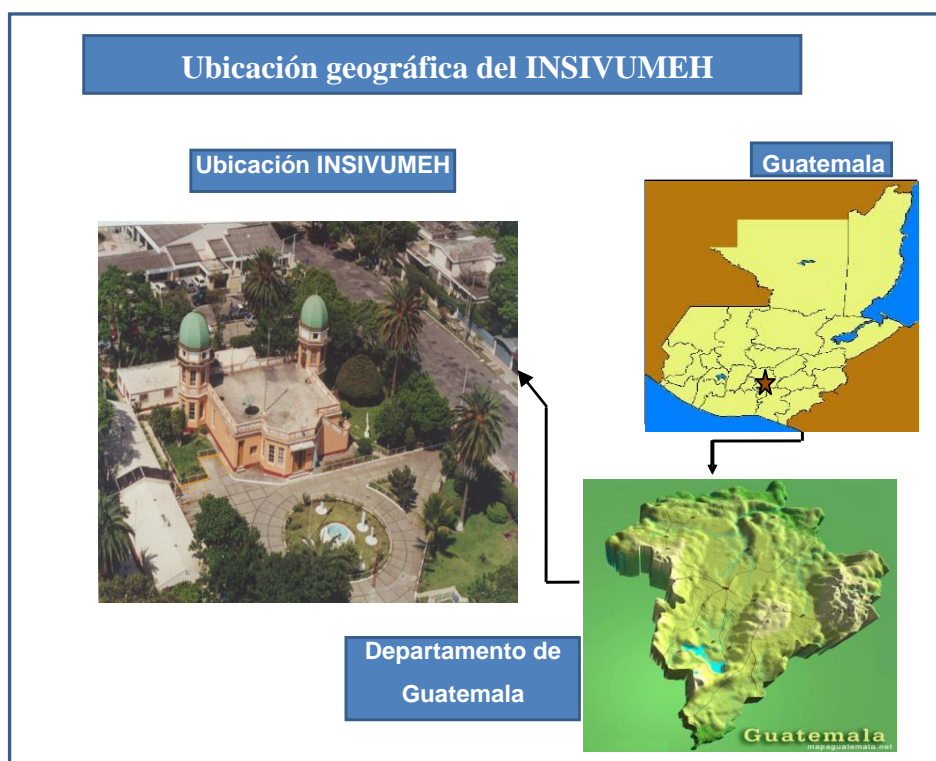 Ubicación geográfica del INSIVUMEH
Ubicación INSIVUMEH
Guatemala
Departamento de
Guatemala
Guatemala
mapaguatemala.net